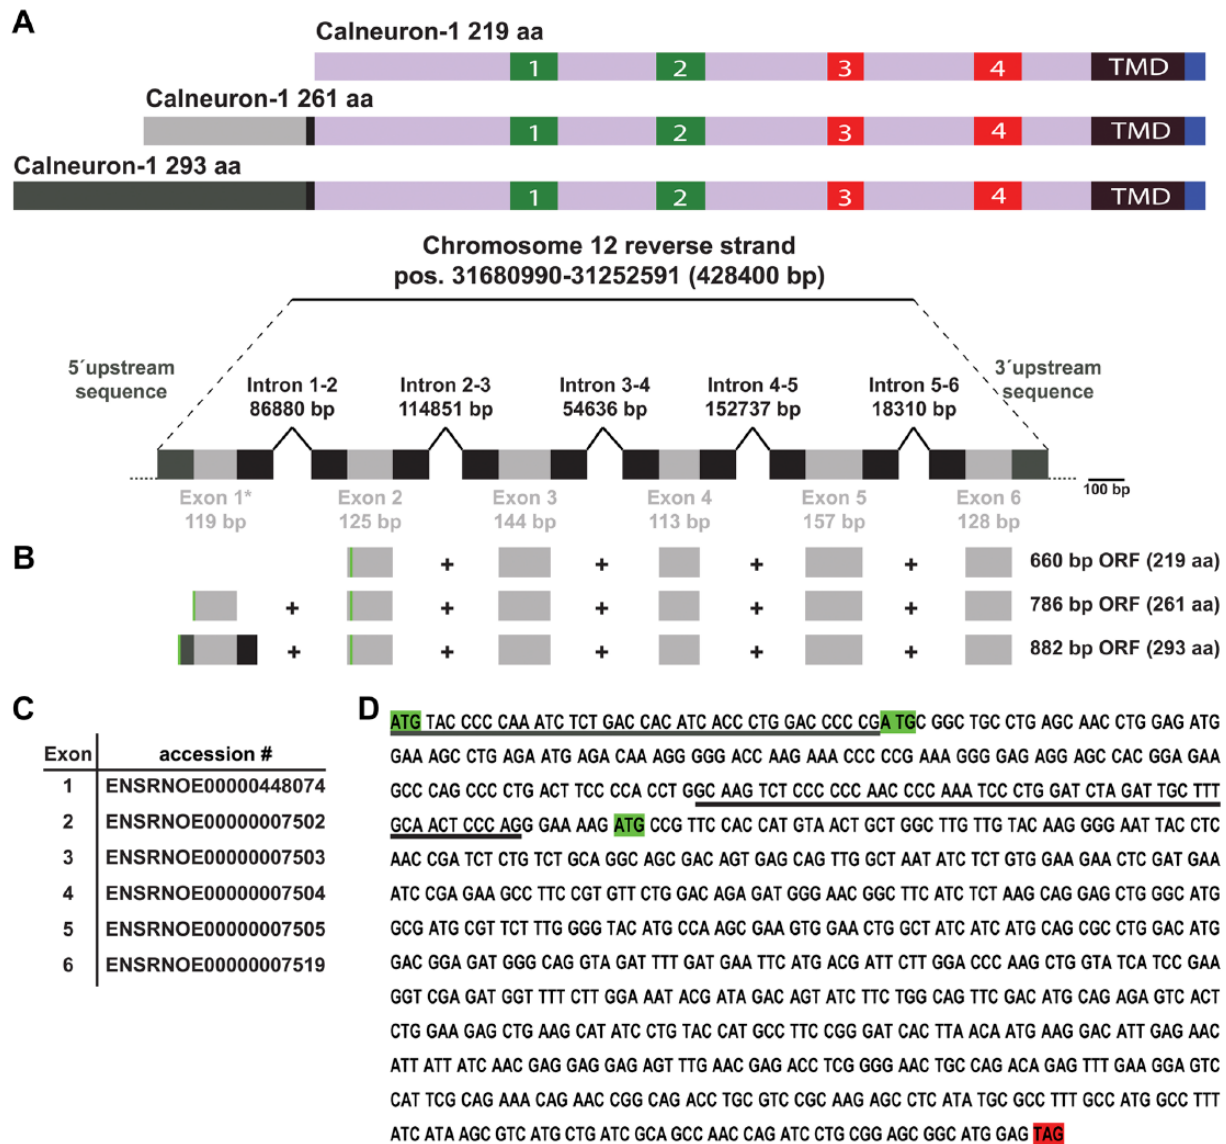 A
Calneuron-1 219 aa
1 2 3 4 TMD
Calneuron-1 261 aa
1 2 3 4 TMD
Calneuron-1 293 aa
1 2 3 4 TMD
Chromosome 12 reverse strand
pos. 31680990-31252591 (428400 bp)
5´upstream
sequence
3´upstream
sequence
Intron 1-2
86880 bp
Intron 2-3
114851 bp
Intron 3-4
54636 bp
Intron 4-5
152737 bp
Intron 5-6
18310 bp
100 bp
Exon 1*
119 bp
Exon 2
125 bp
Exon 3
144 bp
Exon 4
113 bp
Exon 5
157 bp
Exon 6
128 bp
B
+ + + + 660 bp ORF (219 aa)
+ + + + + 786 bp ORF (261 aa)
+ + + + + 882 bp ORF (293 aa)
C
Exon accession #
1 ENSRNOE00000448074
2 ENSRNOE00000007502
3 ENSRNOE00000007503
4 ENSRNOE00000007504
5 ENSRNOE00000007505
6 ENSRNOE00000007519
D
ATG TAC CCC CAA ATC TCT GAC CAC ATC ACC CTG GAC CCC CGA TGC GGC TGC CTG AGC AAC CTG GAG ATG
GAA AGC CTG AGA ATG AGA CAA AGG GGG ACC AAG AAA CCC CCG AAA GGG GAG AGG AGC CAC GGA GAA
GCC CAG CCC CTG ACT TCC CCA CCT GGC AAG TCT CCC CCC AAC CCC AAA TCC CTG GAT CTA GAT TGC TTT
GCA ACT CCC AGG GAA AAG ATG CCG TTC CAC CAT GTA ACT GCT GGC TTG TTG TAC AAG GGG AAT TAC CTC
AAC CGA TCT CTG TCT GCA GGC AGC GAC AGT GAG CAG TTG GCT AAT ATC TCT GTG GAA GAA CTC GAT GAA
ATC CGA GAA GCC TTC CGT GTT CTG GAC AGA GAT GGG AAC GGC TTC ATC TCT AAG CAG GAG CTG GGC ATG
GCG ATG CGT TCT TTG GGG TAC ATG CCA AGC GAA GTG GAA CTG GCT ATC ATC ATG CAG CGC CTG GAC ATG
GAC GGA GAT GGG CAG GTA GAT TTT GAT GAA TTC ATG ACG ATT CTT GGA CCC AAG CTG GTA TCA TCC GAA
GGT CGA GAT GGT TTT CTT GGA AAT ACG ATA GAC AGT ATC TTC TGG CAG TTC GAC ATG CAG AGA GTC ACT
CTG GAA GAG CTG AAG CAT ATC CTG TAC CAT GCC TTC CGG GAT CAC TTA ACA ATG AAG GAC ATT GAG AAC
ATT ATT ATC AAC GAG GAG GAG AGT TTG AAC GAG ACC TCG GGG AAC TGC CAG ACA GAG TTT GAA GGA GTC
CAT TCG CAG AAA CAG AAC CGG CAG ACC TGC GTC CGC AAG AGC CTC ATA TGC GCC TTT GCC ATG GCC TTT
ATC ATA AGC GTC ATG CTG ATC GCA GCC AAC CAG ATC CTG CGG AGC GGC ATG GAG TAG